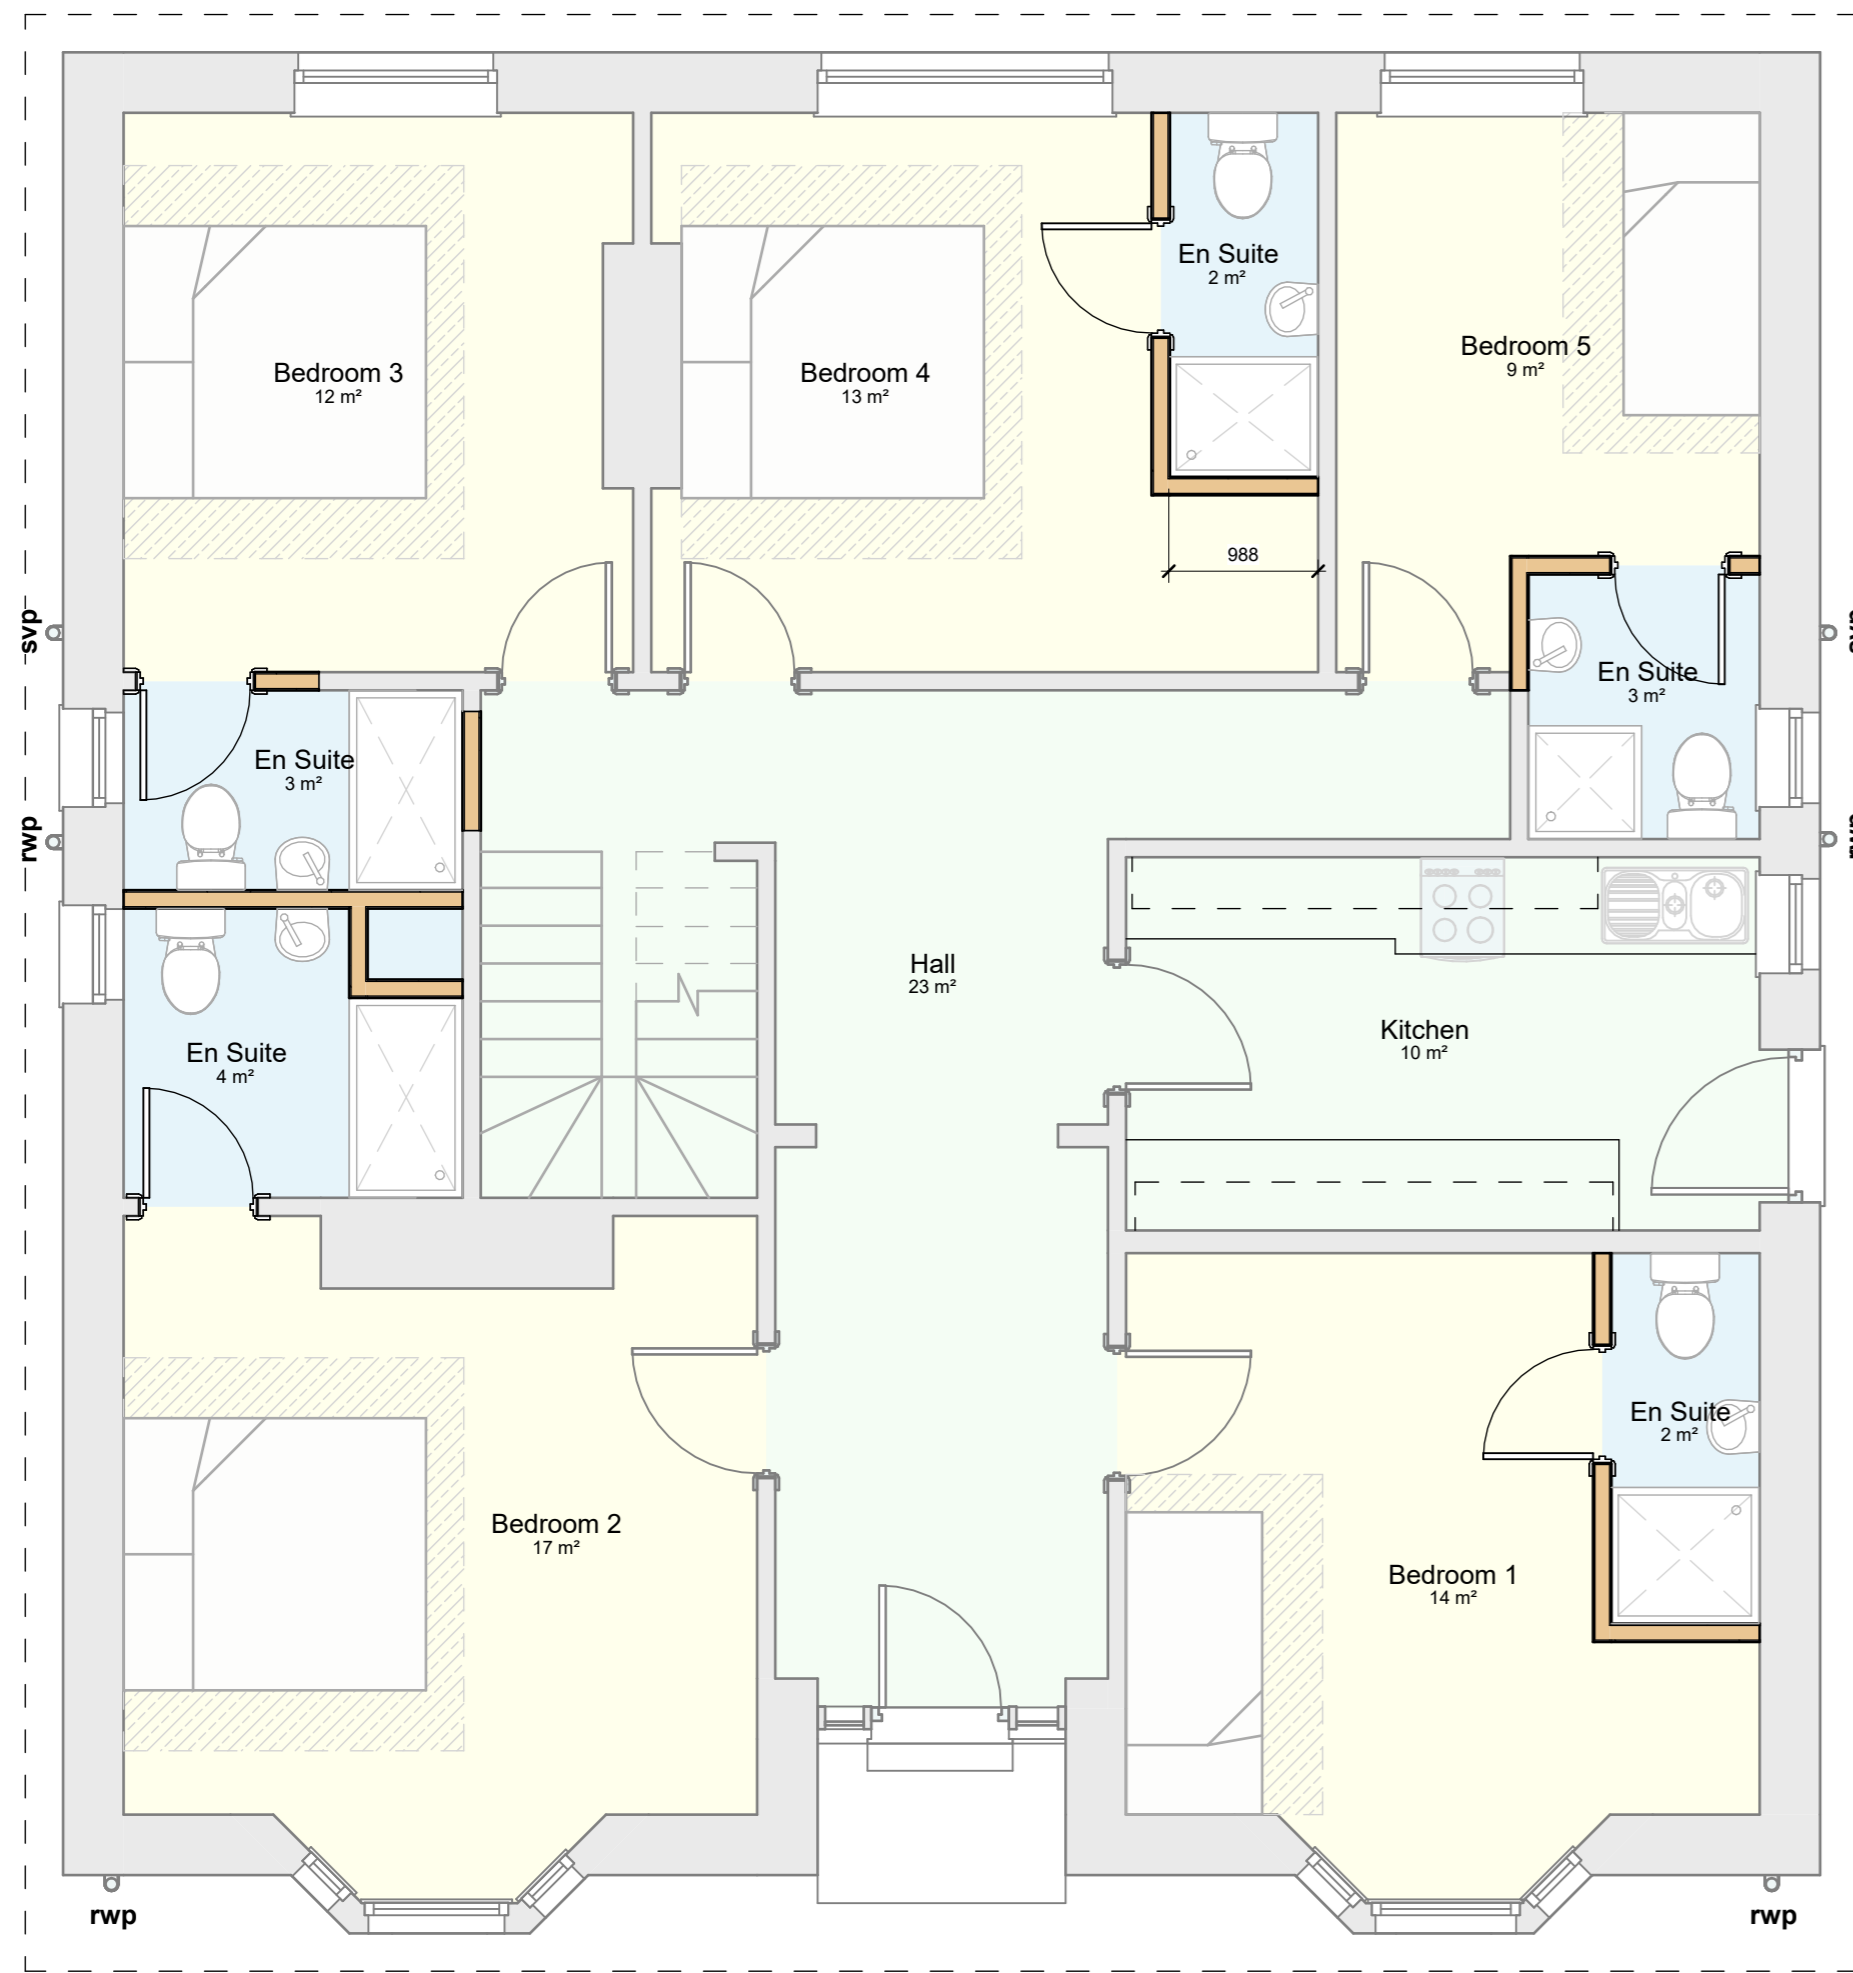 En Suite
2 m²
Bedroom 5
9 m²
Bedroom 3
12 m²
Bedroom 4
13 m²
988
svp
En Suite
3 m²
En Suite
3 m²
rwp
Hall
23 m²
Kitchen
10 m²
En Suite
4 m²
En Suite
2 m²
Bedroom 2
17 m²
Bedroom 1
14 m²
rwp
rwp